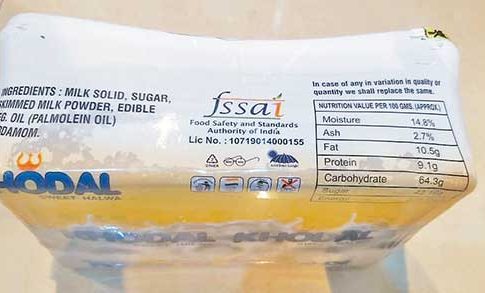 INGREDIENTS : MILK SOLID, SUGAR,
SKIMMED MILK POWDER, EDIBLE
EG. OIL (PALMOLEIN OIL)
DAMOM.
HODAL
SWEET HALWA
fssai
Food Safety and Standards
Authority of India
Lic No. : 10719014000155
In case of any in variation in quality or
quantity we shall replace the same.
NUTRITION VALUE PER 100 GMS. (APPROX.)
Moisture 14.8%
Ash 2.7%
Fat 10.5g
Protein 9.1g
Carbohydrate 64.3g
Sugar
Energy
KHODAL